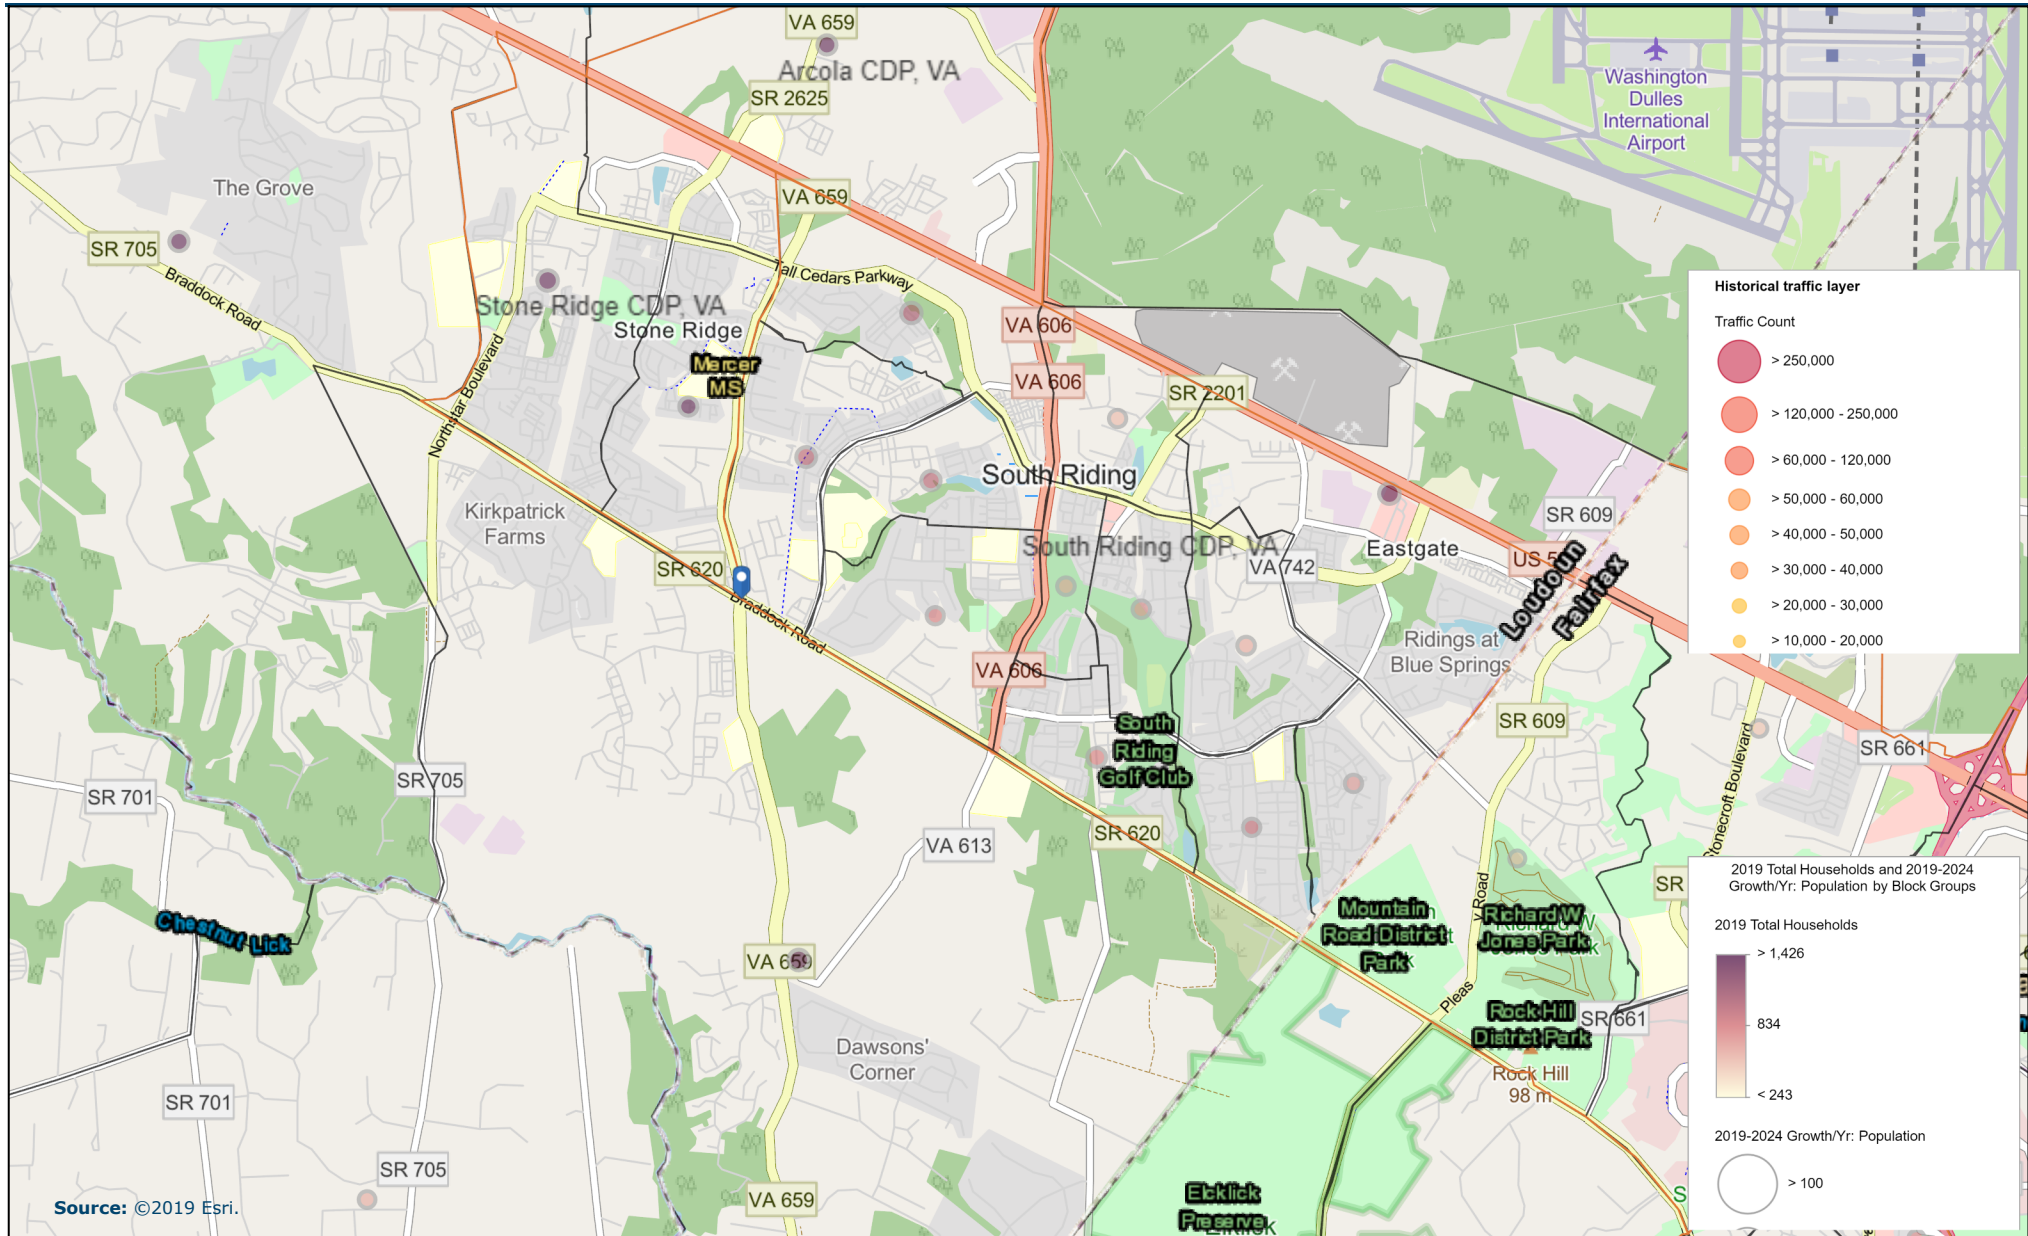 VA 659
Arcola CDP, VA
SR 2625
Washington
Dulles
International
Airport
The Grove
VA 659
SR 705
Braddock Road
Tall Cedars Parkway
Stone Ridge CDP, VA
Stone Ridge
VA 606
Mercer
MS
VA 606
SR 2201
Northstar Boulevard
South Riding
Kirkpatrick
Farms
SR 609
South Riding CDP, VA
Eastgate
US 5
VA 742
SR 620
Loudoun
Fairfax
Braddock Road
Ridings at
Blue Springs
VA 606
SR 609
South
Riding
Golf Club
SR 661
Stonecroft Boulevard
SR 705
SR 701
SR 620
VA 613
SR
y Road
Mountain
Road District
Park
Richard W
Jones Park
Chestnut Lick
VA 659
Pleas
Rock Hill
District Park
SR 661
Dawsons'
Corner
Rock Hill
98 m
SR 701
SR 705
VA 659
Elcklick
Preserve
S
Source: ©2019 Esri.
Historical traffic layer
Traffic Count
> 250,000
> 120,000 - 250,000
> 60,000 - 120,000
> 50,000 - 60,000
> 40,000 - 50,000
> 30,000 - 40,000
> 20,000 - 30,000
> 10,000 - 20,000
2019 Total Households and 2019-2024
Growth/Yr: Population by Block Groups
2019 Total Households
> 1,426
834
< 243
2019-2024 Growth/Yr: Population
> 100